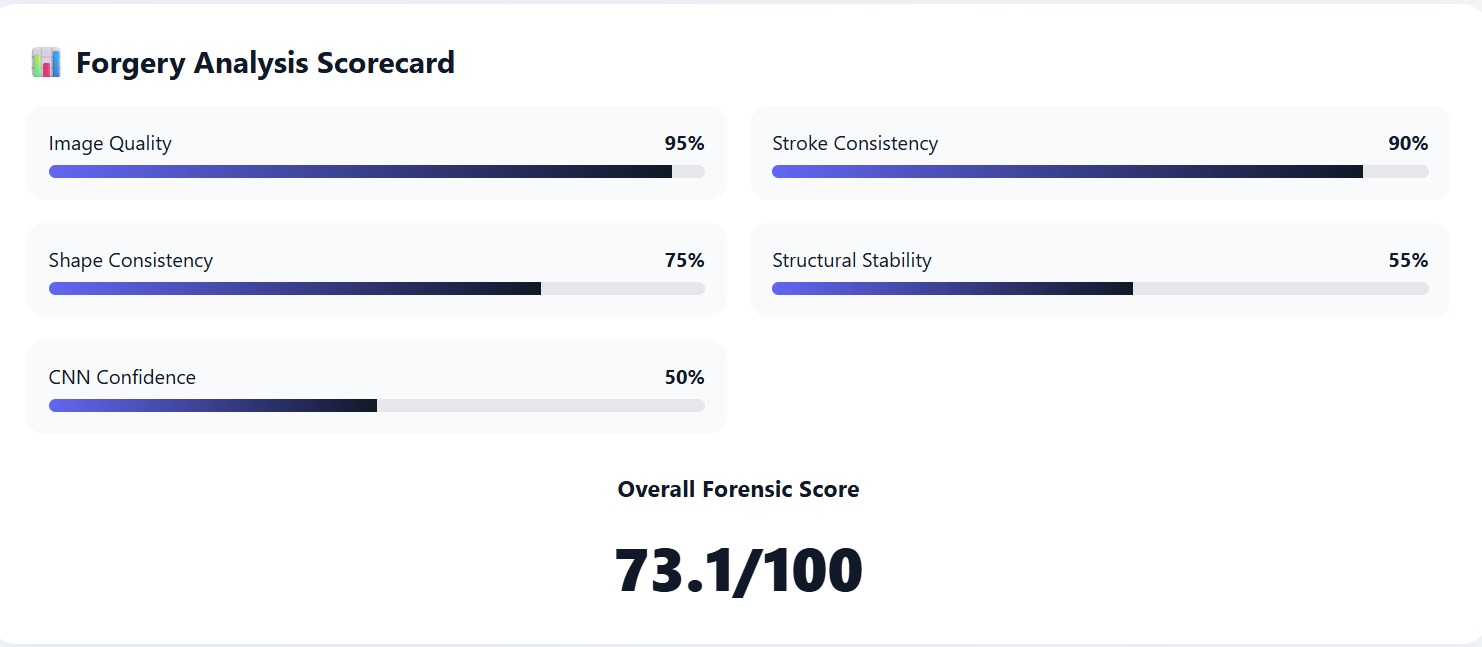 Forgery Analysis Scorecard
Image Quality 95%
Stroke Consistency 90%
Shape Consistency 75%
Structural Stability 55%
CNN Confidence 50%
Overall Forensic Score
73.1/100